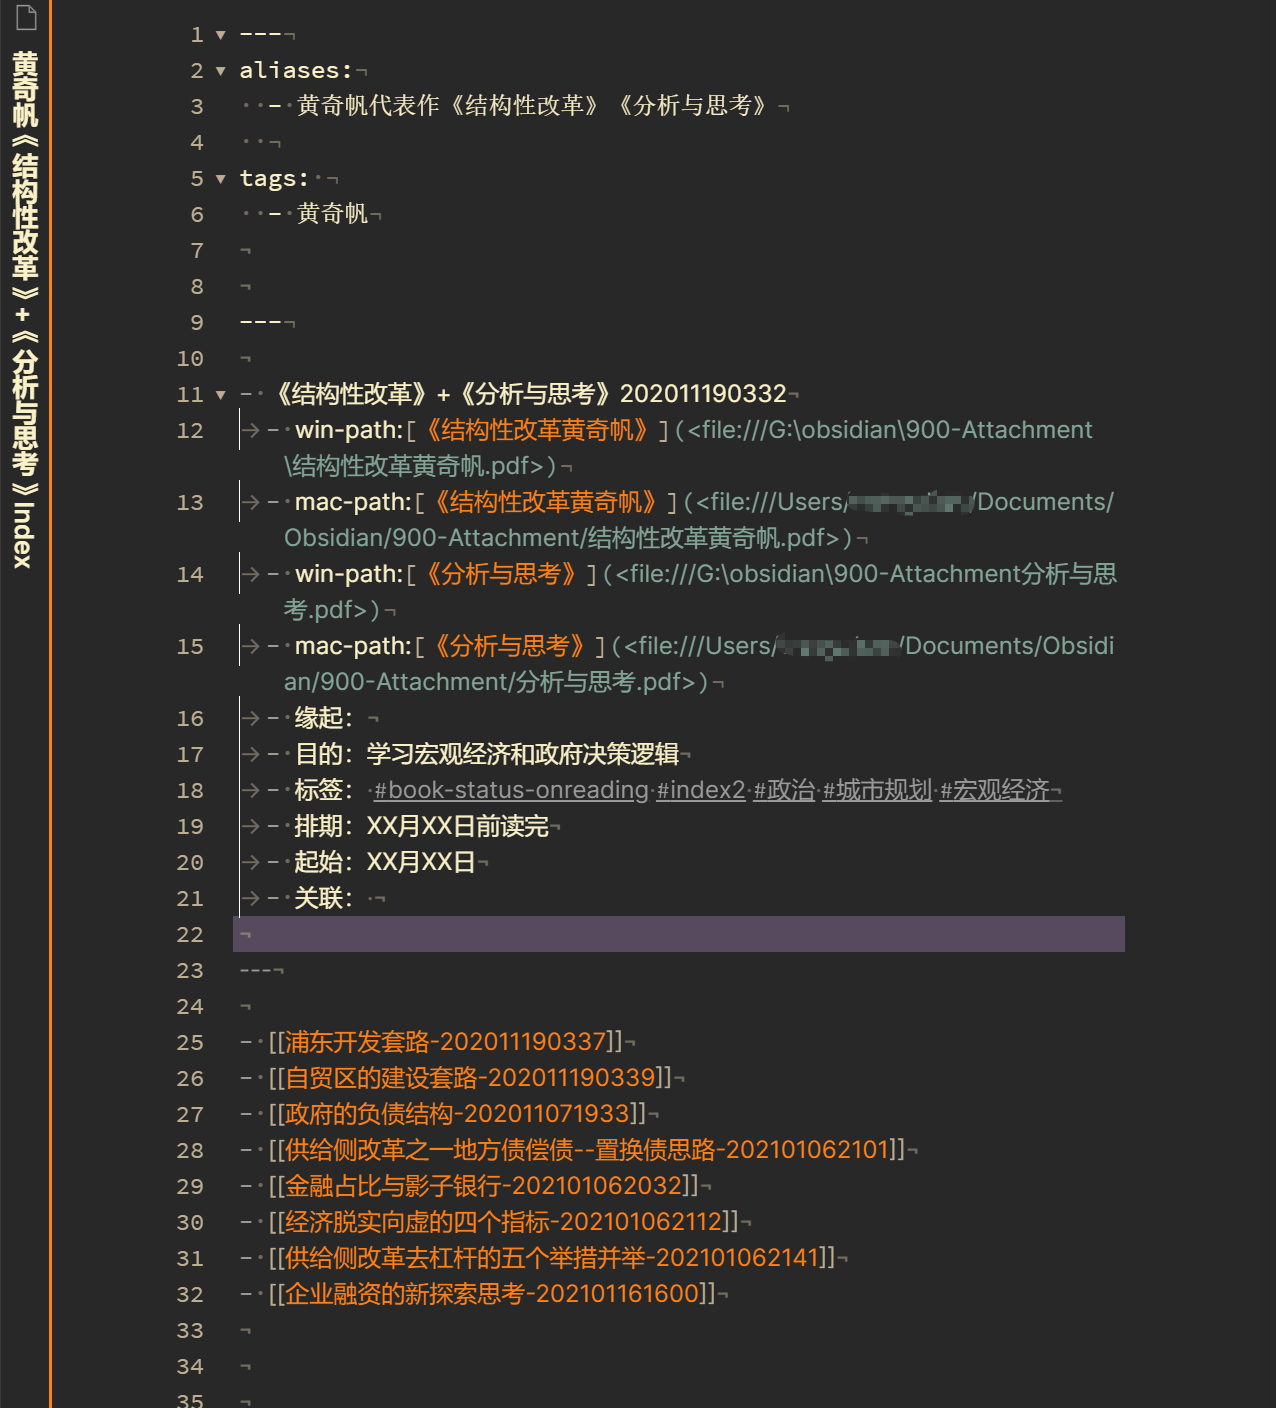 黄奇帆《结构性改革》+《分析与思考》Index
1 ---
2 aliases:
3 - 黄奇帆代表作《结构性改革》《分析与思考》
4
5 tags:
6 - 黄奇帆
7
8
9 ---
10
11 - 《结构性改革》+《分析与思考》202011190332
12 - win-path:[《结构性改革黄奇帆》](<file:///G:\obsidian\900-Attachment
\结构性改革黄奇帆.pdf>)
13 - mac-path:[《结构性改革黄奇帆》](<file:///Users/ /Documents/
Obsidian/900-Attachment/结构性改革黄奇帆.pdf>)
14 - win-path:[《分析与思考》](<file:///G:\obsidian\900-Attachment分析与思
考.pdf>)
15 - mac-path:[《分析与思考》](<file:///Users/ /Documents/Obsidi
an/900-Attachment/分析与思考.pdf>)
16 - 缘起：
17 - 目的：学习宏观经济和政府决策逻辑
18 - 标签： #book-status-onreading #index2 #政治 #城市规划 #宏观经济
19 - 排期：XX月XX日前读完
20 - 起始：XX月XX日
21 - 关联：
22
23 ---
24
25 - [[浦东开发套路-202011190337]]
26 - [[自贸区的建设套路-202011190339]]
27 - [[政府的负债结构-202011071933]]
28 - [[供给侧改革之一地方债偿债--置换债思路-202101062101]]
29 - [[金融占比与影子银行-202101062032]]
30 - [[经济脱实向虚的四个指标-202101062112]]
31 - [[供给侧改革去杠杆的五个举措并举-202101062141]]
32 - [[企业融资的新探索思考-202101161600]]
33
34
35